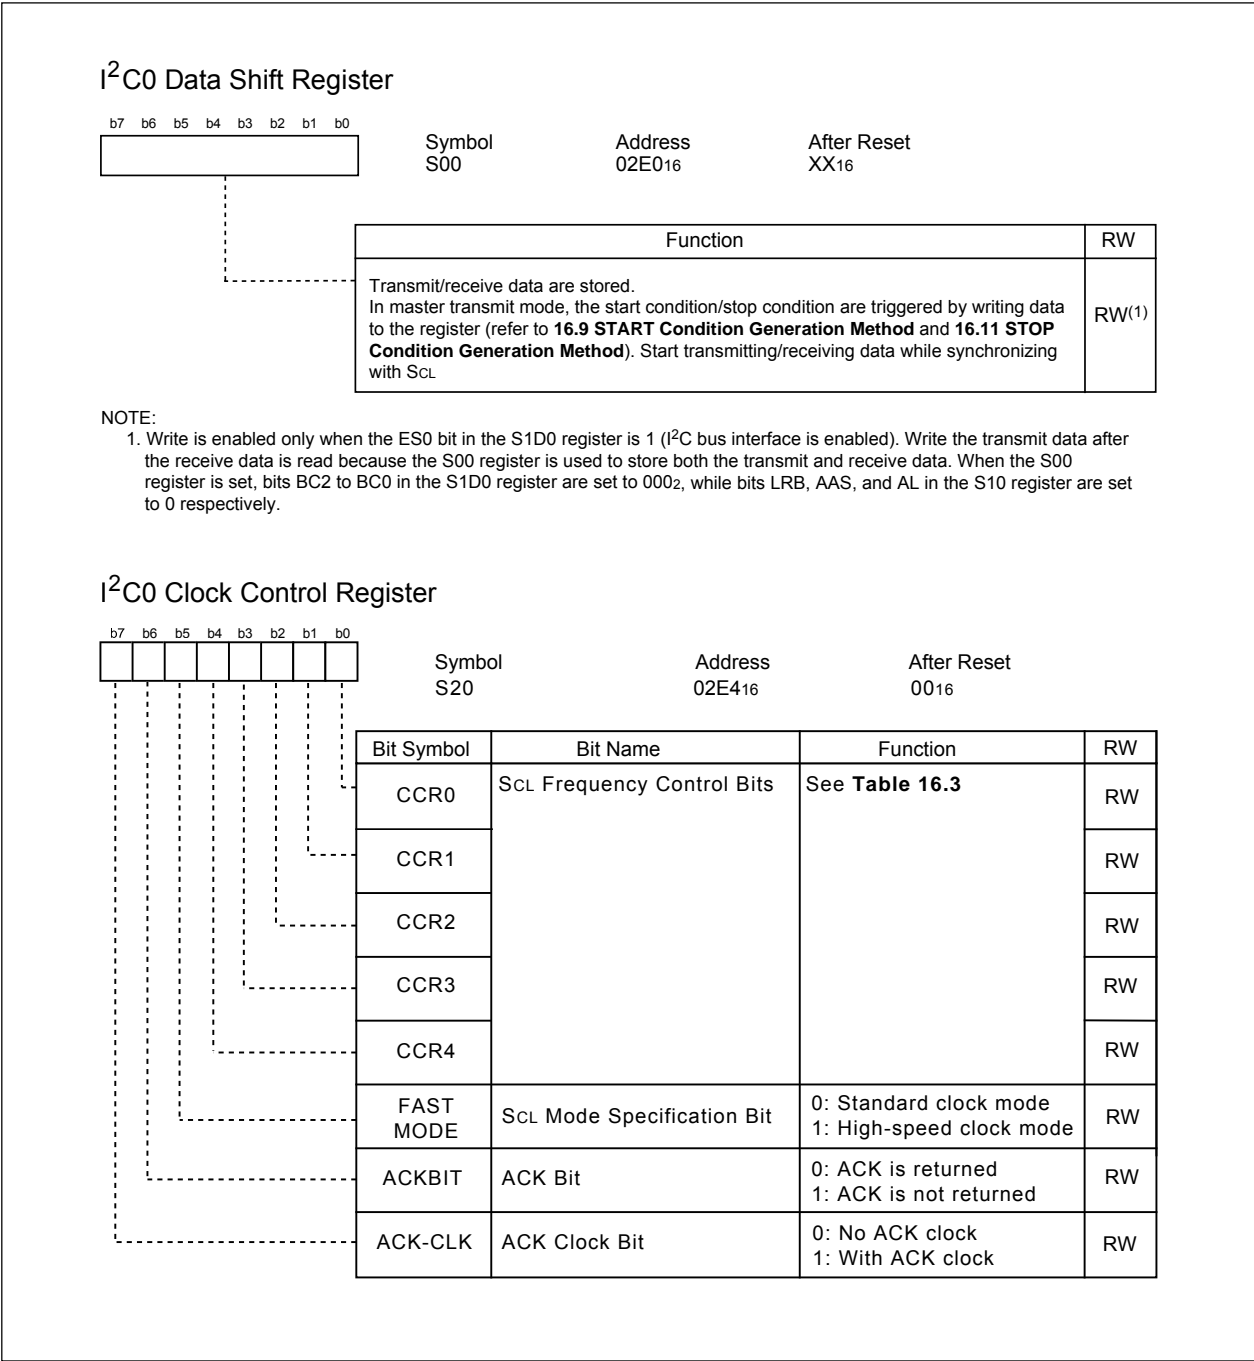 I2C0 Data Shift Register
b7 b6 b5 b4 b3 b2 b1 b0
Symbol Address After Reset
S00 02E016 XX16
Function RW
Transmit/receive data are stored.
In master transmit mode, the start condition/stop condition are triggered by writing data
to the register (refer to 16.9 START Condition Generation Method and 16.11 STOP
Condition Generation Method). Start transmitting/receiving data while synchronizing
with SCL
RW(1)
NOTE:
1. Write is enabled only when the ES0 bit in the S1D0 register is 1 (I2C bus interface is enabled). Write the transmit data after
the receive data is read because the S00 register is used to store both the transmit and receive data. When the S00
register is set, bits BC2 to BC0 in the S1D0 register are set to 0002, while bits LRB, AAS, and AL in the S10 register are set
to 0 respectively.
I2C0 Clock Control Register
b7 b6 b5 b4 b3 b2 b1 b0
Symbol Address After Reset
S20 02E416 0016
Bit Symbol Bit Name Function RW
CCR0 SCL Frequency Control Bits See Table 16.3 RW
CCR1 RW
CCR2 RW
CCR3 RW
CCR4 RW
FAST
MODE
SCL Mode Specification Bit
0: Standard clock mode
1: High-speed clock mode
RW
ACKBIT ACK Bit
0: ACK is returned
1: ACK is not returned
RW
ACK-CLK ACK Clock Bit
0: No ACK clock
1: With ACK clock
RW